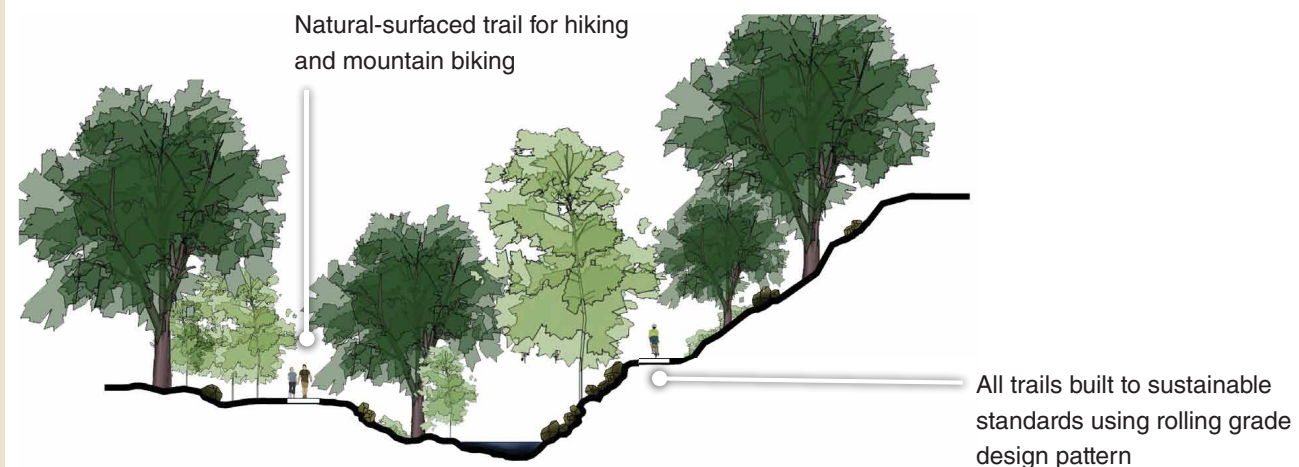 Natural-surfaced trail for hiking
and mountain biking
All trails built to sustainable
standards using rolling grade
design pattern